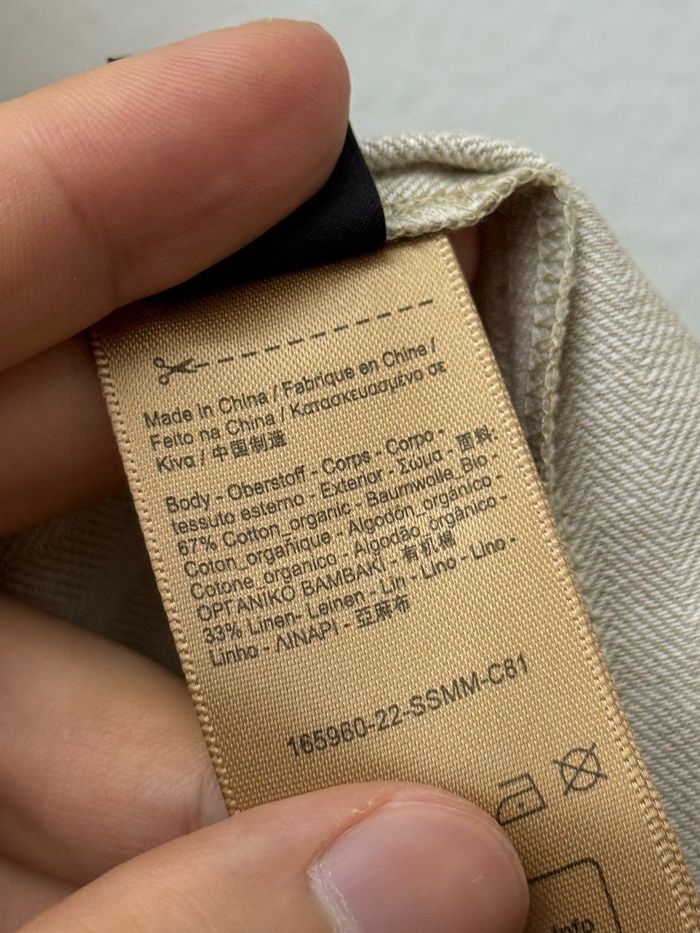 Made in China / Fabriqué en Chine /
Feito na China / Κατασκευασμένο σε
Κίνα / 中国制造
Body - Oberstoff - Corps - Corpo -
tessuto esterno - Exterior - Σώμα - 面料:
67% Cotton_organic - Baumwolle_Bio -
Coton_organique - Algodón_orgánico -
Cotone_organico - Algodão_orgânico -
ΟΡΓΑΝΙΚΟ ΒΑΜΒΑΚΙ - 有机棉
33% Linen- Leinen - Lin - Lino - Lino -
Linho - ΛΙΝΑΡΙ - 亞麻布
165960-22-SSMM-C81